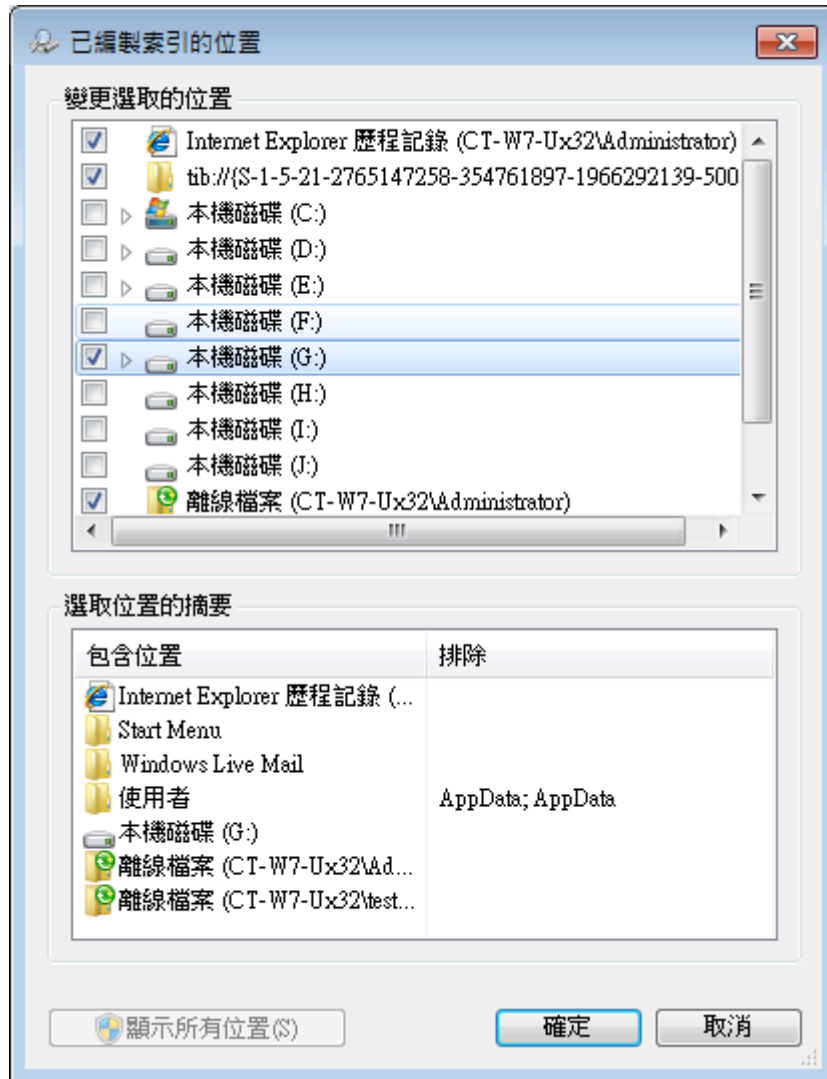 已編製索引的位置
變更選取的位置
Internet Explorer 歷程記錄 (CT-W7-Ux32\Administrator)
tib://{S-1-5-21-2765147258-354761897-1966292139-500
本機磁碟 (C:)
本機磁碟 (D:)
本機磁碟 (E:)
本機磁碟 (F:)
本機磁碟 (G:)
本機磁碟 (H:)
本機磁碟 (I:)
本機磁碟 (J:)
離線檔案 (CT-W7-Ux32\Administrator)
選取位置的摘要
包含位置 排除
Internet Explorer 歷程記錄 (...
Start Menu
Windows Live Mail
使用者 AppData; AppData
本機磁碟 (G:)
離線檔案 (CT-W7-Ux32\Ad...
離線檔案 (CT-W7-Ux32\test...
顯示所有位置(S) 確定 取消